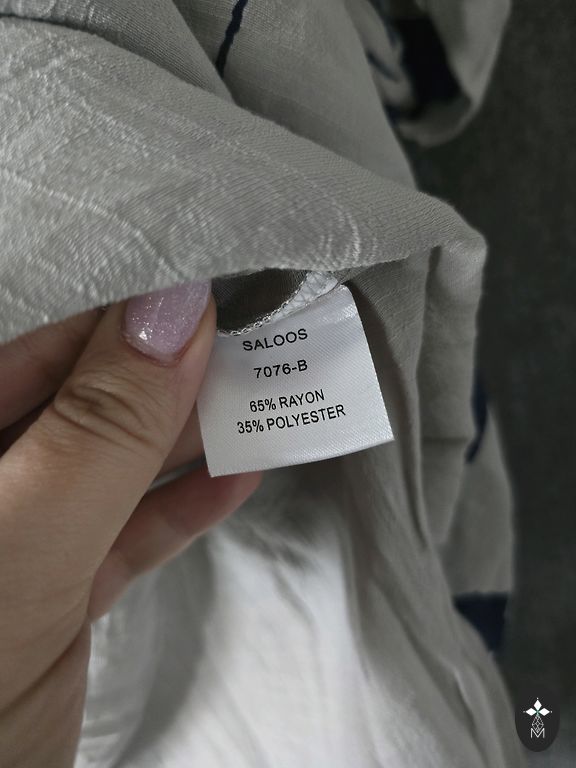 SALOOS
7076-B
65% RAYON
35% POLYESTER
M